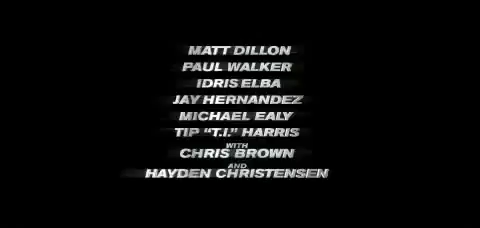 MATT DILLON
PAUL WALKER
IDRIS ELBA
JAY HERNANDEZ
MICHAEL EALY
TIP “T.I.” HARRIS
WITH
CHRIS BROWN
AND
HAYDEN CHRISTENSEN